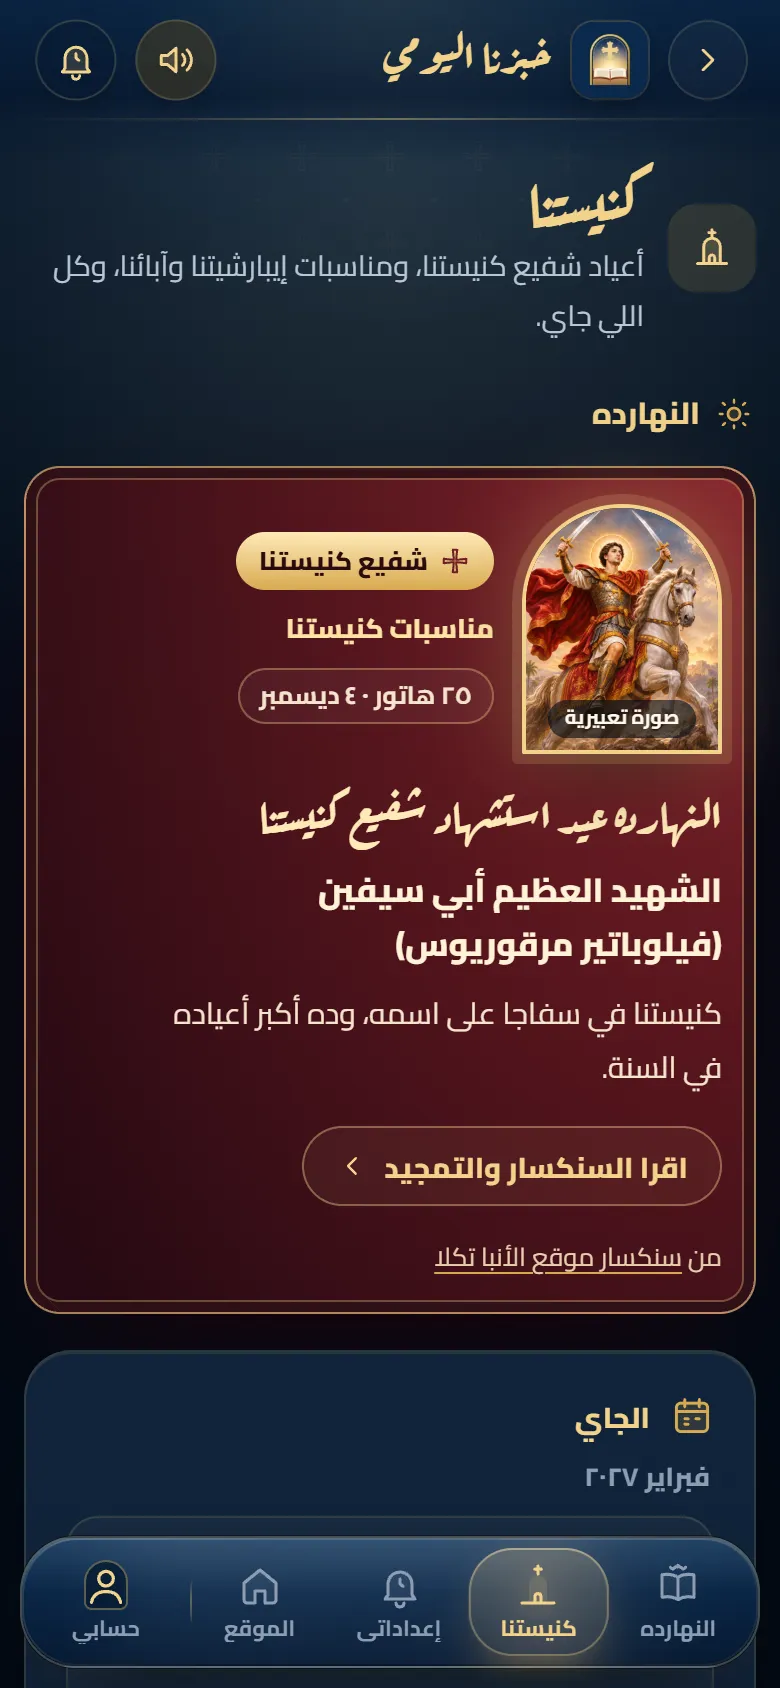 خبزنا اليومي
كنيستنا
أعياد شفيع كنيستنا، ومناسبات إيبارشيتنا وآبائنا، وكل
اللي جاي.
النهارده
شفيع كنيستنا
مناسبات كنيستنا
٢٥ هاتور · ٤ ديسمبر
صورة تعبيرية
النهارده عيد استشهاد شفيع كنيستنا
الشهيد العظيم أبي سيفين
(فيلوباتير مرقوريوس)
كنيستنا في سفاجا على اسمه، وده أكبر أعياده
في السنة.
اقرا السنكسار والتمجيد
من سنكسار موقع الأنبا تكلا
الجاي
فبراير ٢٠٢٧
النهارده
كنيستنا
إعداداتى
الموقع
حسابي